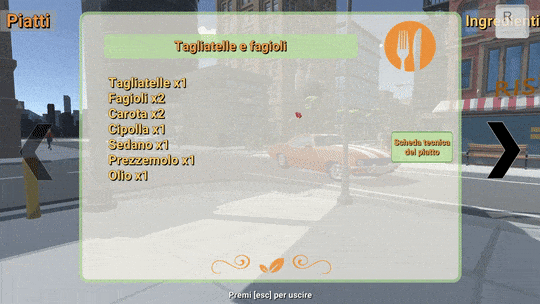 Piatti
Ingredienti
R
Tagliatelle e fagioli
RIS
Tagliatelle x1
Fagioli x2
Carota x2
Cipolla x1
Sedano x1
Prezzemolo x1
Olio x1
Scheda tecnica
del piatto
Premi [esc] per uscire